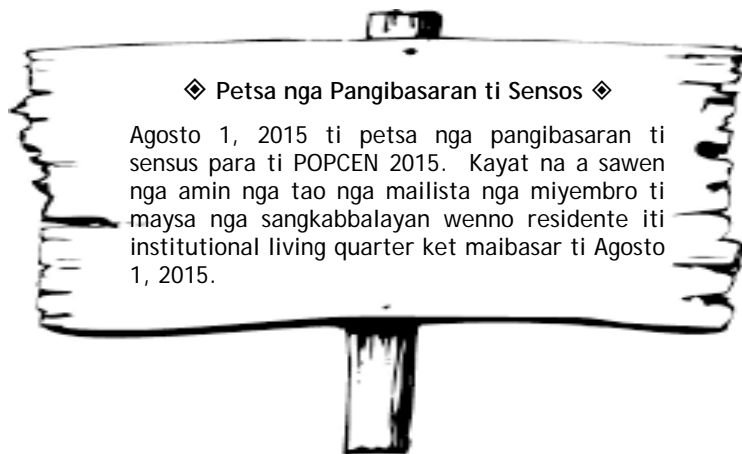 ◈ Petsa nga Pangibasaran ti Sensos ◈
Agosto 1, 2015 ti petsa nga pangibasaran ti
sensus para ti POPCEN 2015. Kayat na a sawen
nga amin nga tao nga mailista nga miyembro ti
maysa nga sangkabbalayan wenno residente iti
institutional living quarter ket maibasar ti Agosto
1, 2015.